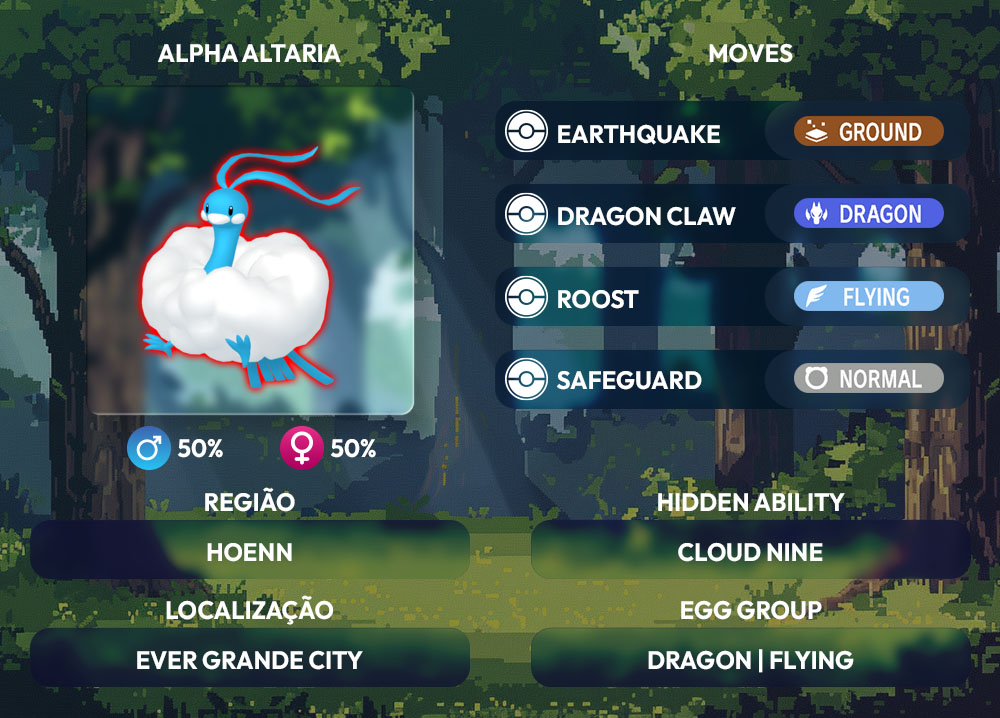 ALPHA ALTARIA
MOVES
EARTHQUAKE
GROUND
DRAGON CLAW
DRAGON
ROOST
FLYING
SAFEGUARD
NORMAL
50%
50%
REGIÃO
HOENN
HIDDEN ABILITY
CLOUD NINE
LOCALIZAÇÃO
EVER GRANDE CITY
EGG GROUP
DRAGON | FLYING